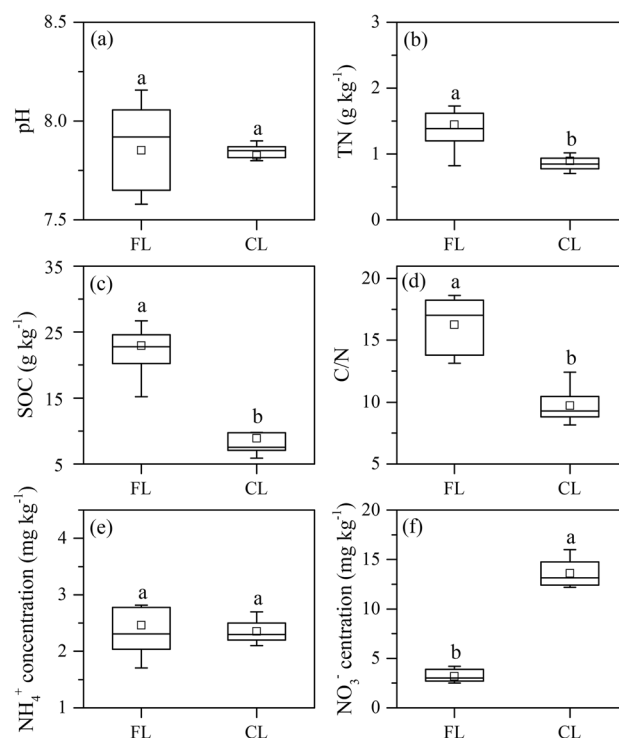 (a)
pH
8.5
8.0
7.5
a
a
FL
CL
(b)
TN (g kg⁻¹)
3
2
1
0
a
b
FL
CL
(c)
SOC (g kg⁻¹)
35
25
15
5
a
b
FL
CL
(d)
C/N
20
15
10
5
a
b
FL
CL
(e)
NH₄⁺ concentration (mg kg⁻¹)
4
3
2
1
a
a
FL
CL
(f)
NO₃⁻ centration (mg kg⁻¹)
20
15
10
5
0
b
a
FL
CL